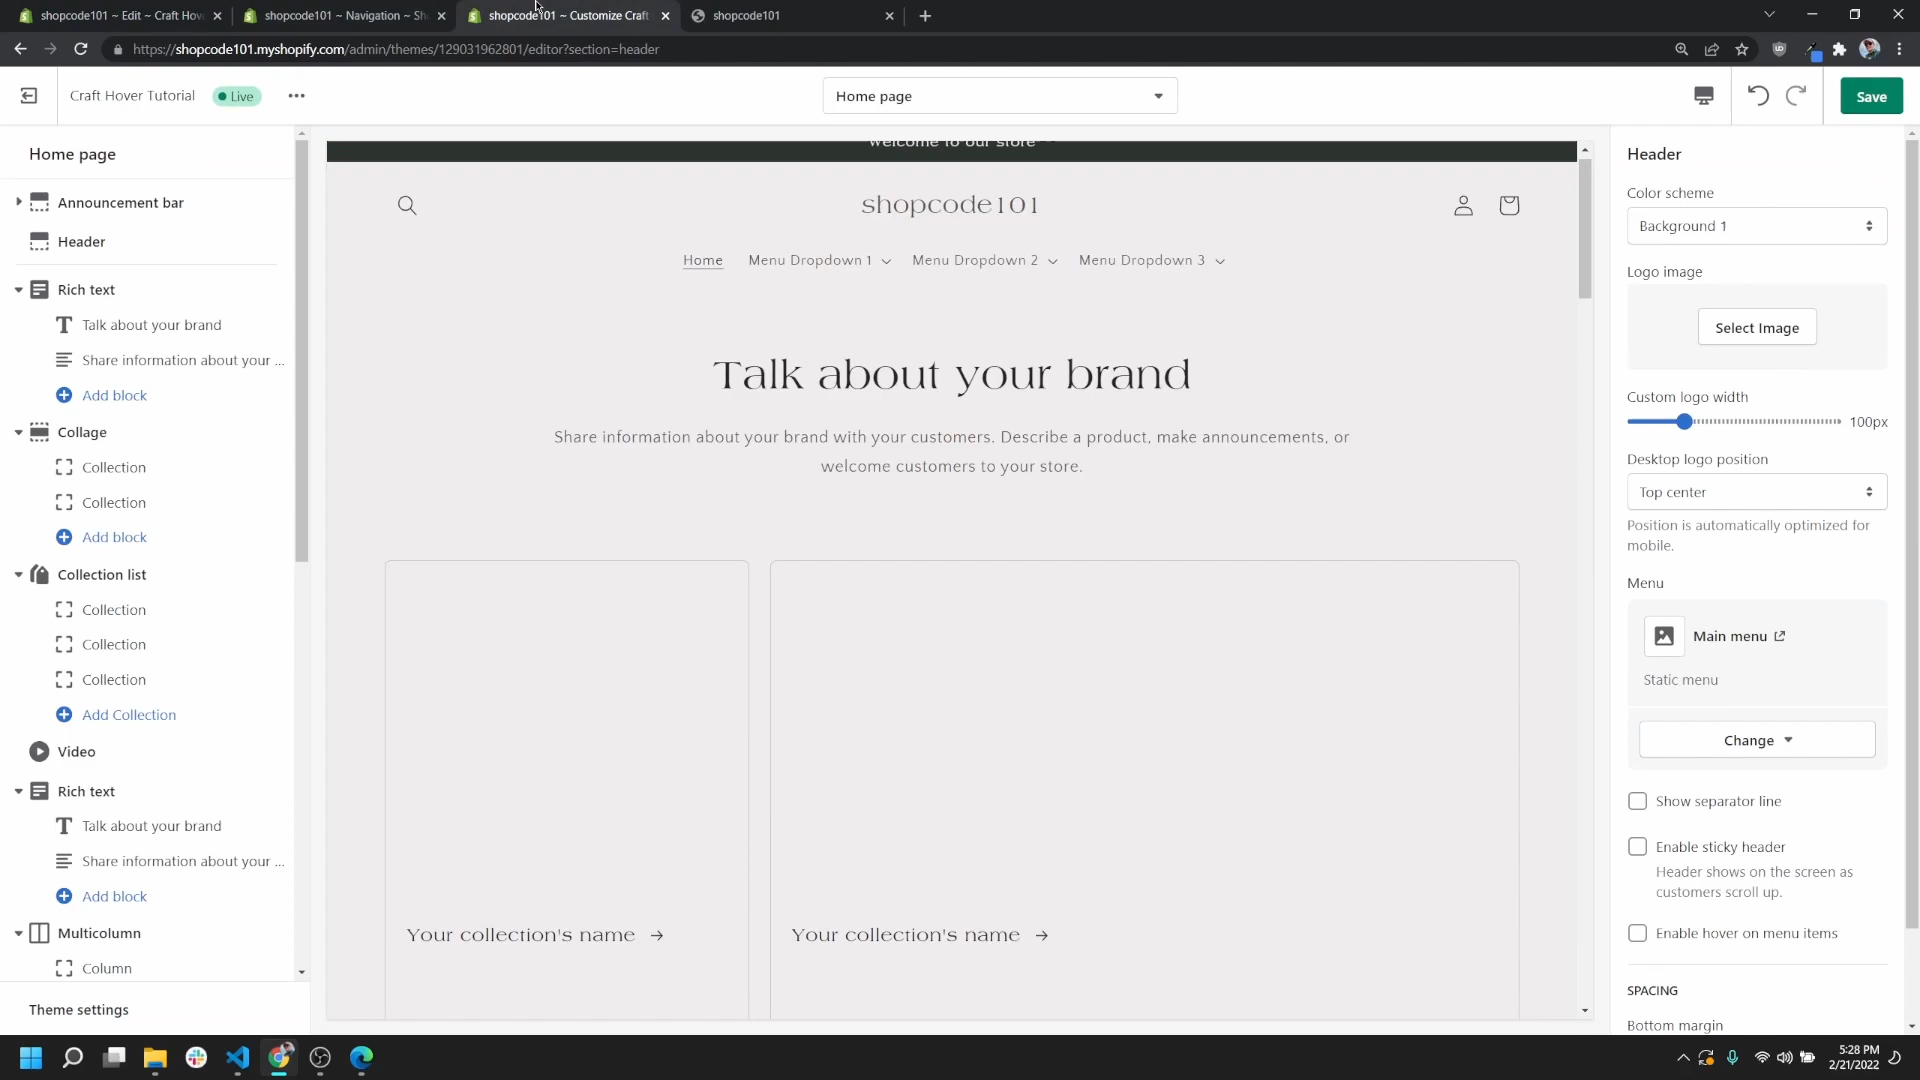 shopcode101 ~ Edit ~ Craft Hov
shopcode101 ~ Navigation ~ Sh
shopcode101 ~ Customize Craft
shopcode101
https://shopcode101.myshopify.com/admin/themes/129031962801/editor?section=header
Craft Hover Tutorial
Live
Home page
Save
Home page
Announcement bar
Header
Rich text
Talk about your brand
Share information about your ...
Add block
Collage
Collection
Collection
Add block
Collection list
Collection
Collection
Collection
Add Collection
Video
Rich text
Talk about your brand
Share information about your ...
Add block
Multicolumn
Column
Theme settings
Welcome to our store
shopcode101
Home
Menu Dropdown 1
Menu Dropdown 2
Menu Dropdown 3
Talk about your brand
Share information about your brand with your customers. Describe a product, make announcements, or
welcome customers to your store.
Your collection's name →
Your collection's name →
Header
Color scheme
Background 1
Logo image
Select Image
Custom logo width
100px
Desktop logo position
Top center
Position is automatically optimized for
mobile.
Menu
Main menu
Static menu
Change
Show separator line
Enable sticky header
Header shows on the screen as
customers scroll up.
Enable hover on menu items
SPACING
Bottom margin
5:28 PM
2/21/2022